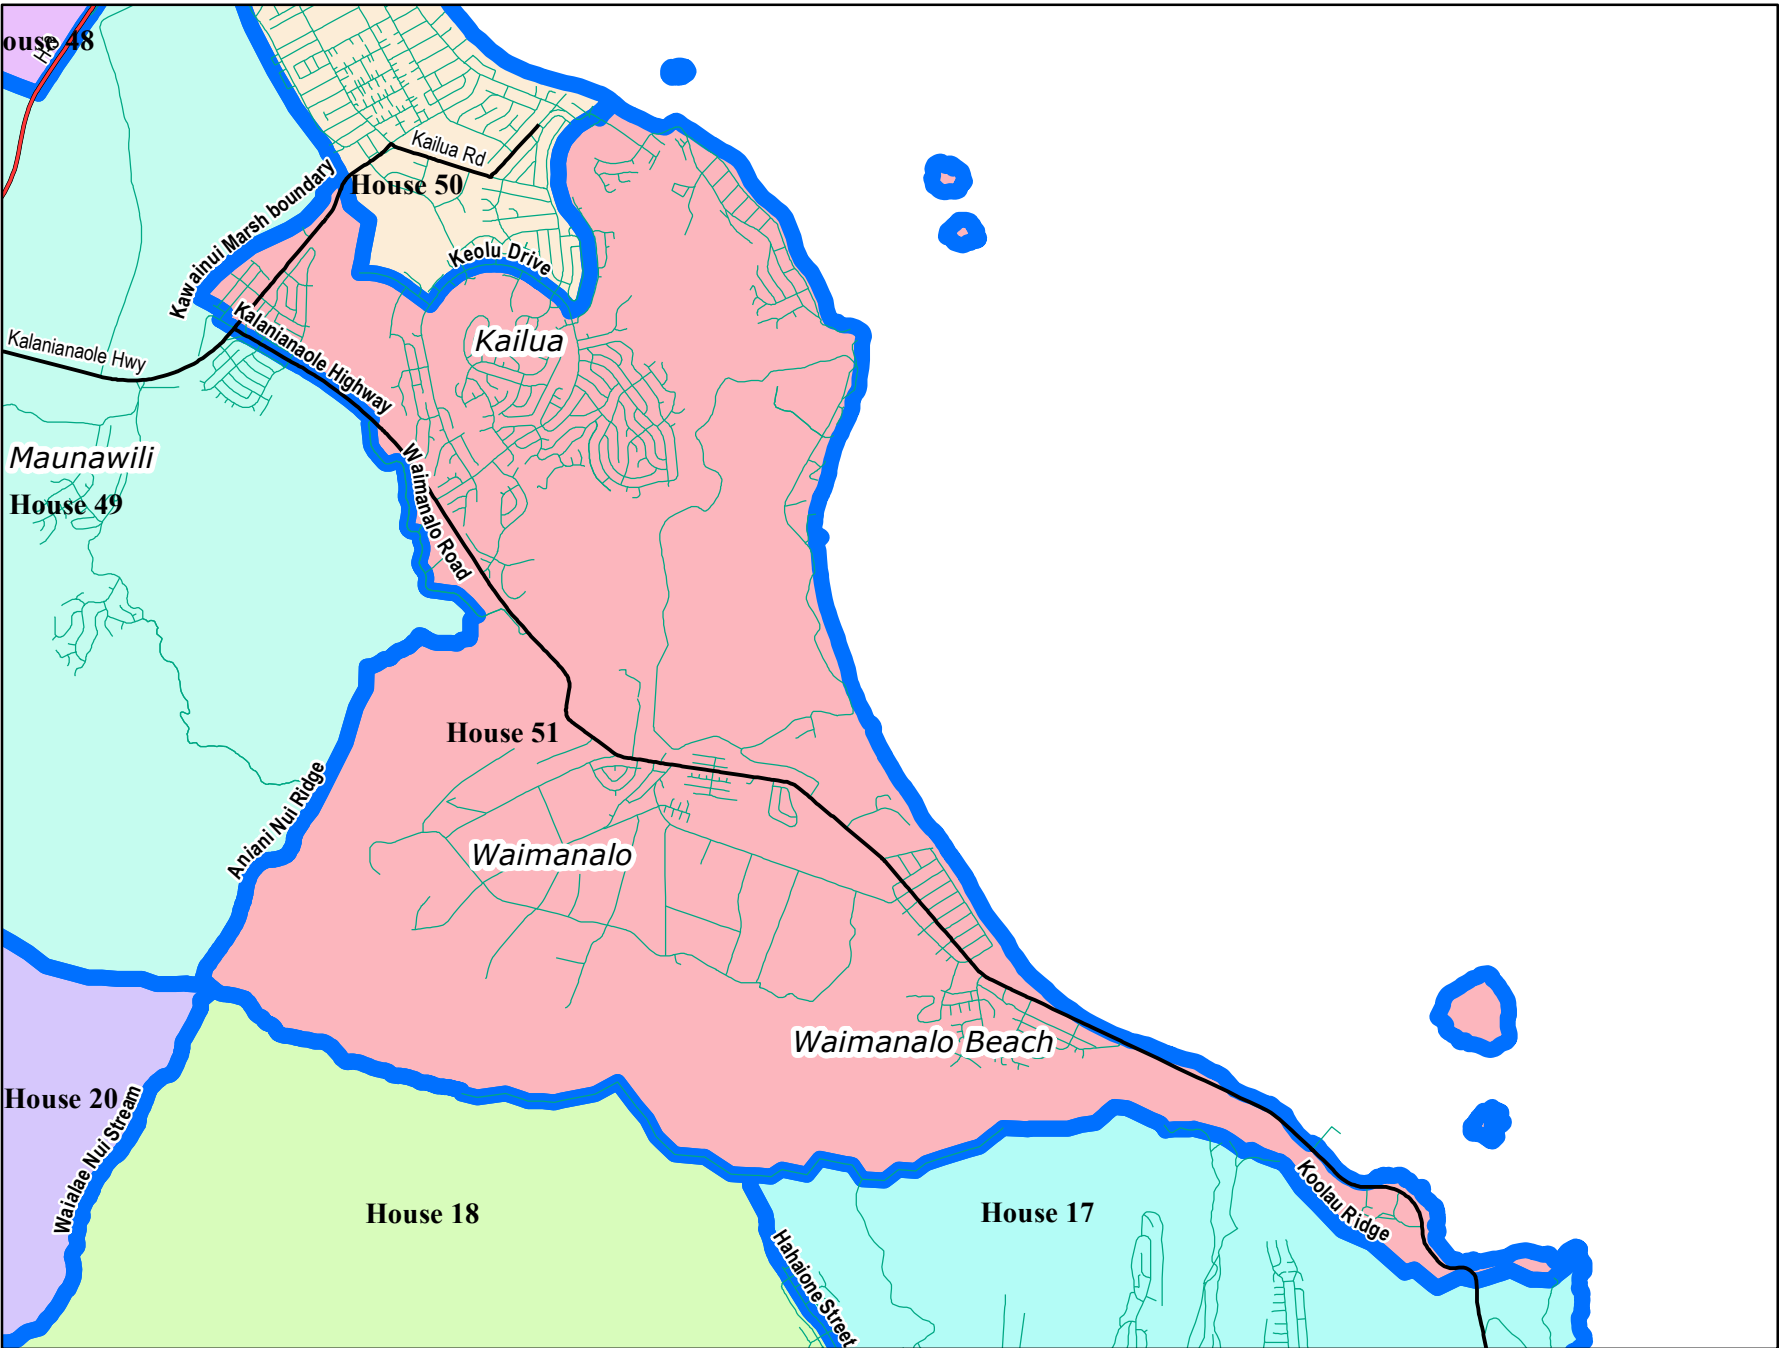 ouse 48
H3
Kailua Rd
House 50
Kawainui Marsh boundary
Keolu Drive
Kalanianaole Hwy
Kalanianaole Highway
Kailua
Maunawili
House 49
Waimanalo Road
House 51
Aniani Nui Ridge
Waimanalo
Waimanalo Beach
House 20
Waialae Nui Stream
House 18
House 17
Koolau Ridge
Hahaione Street